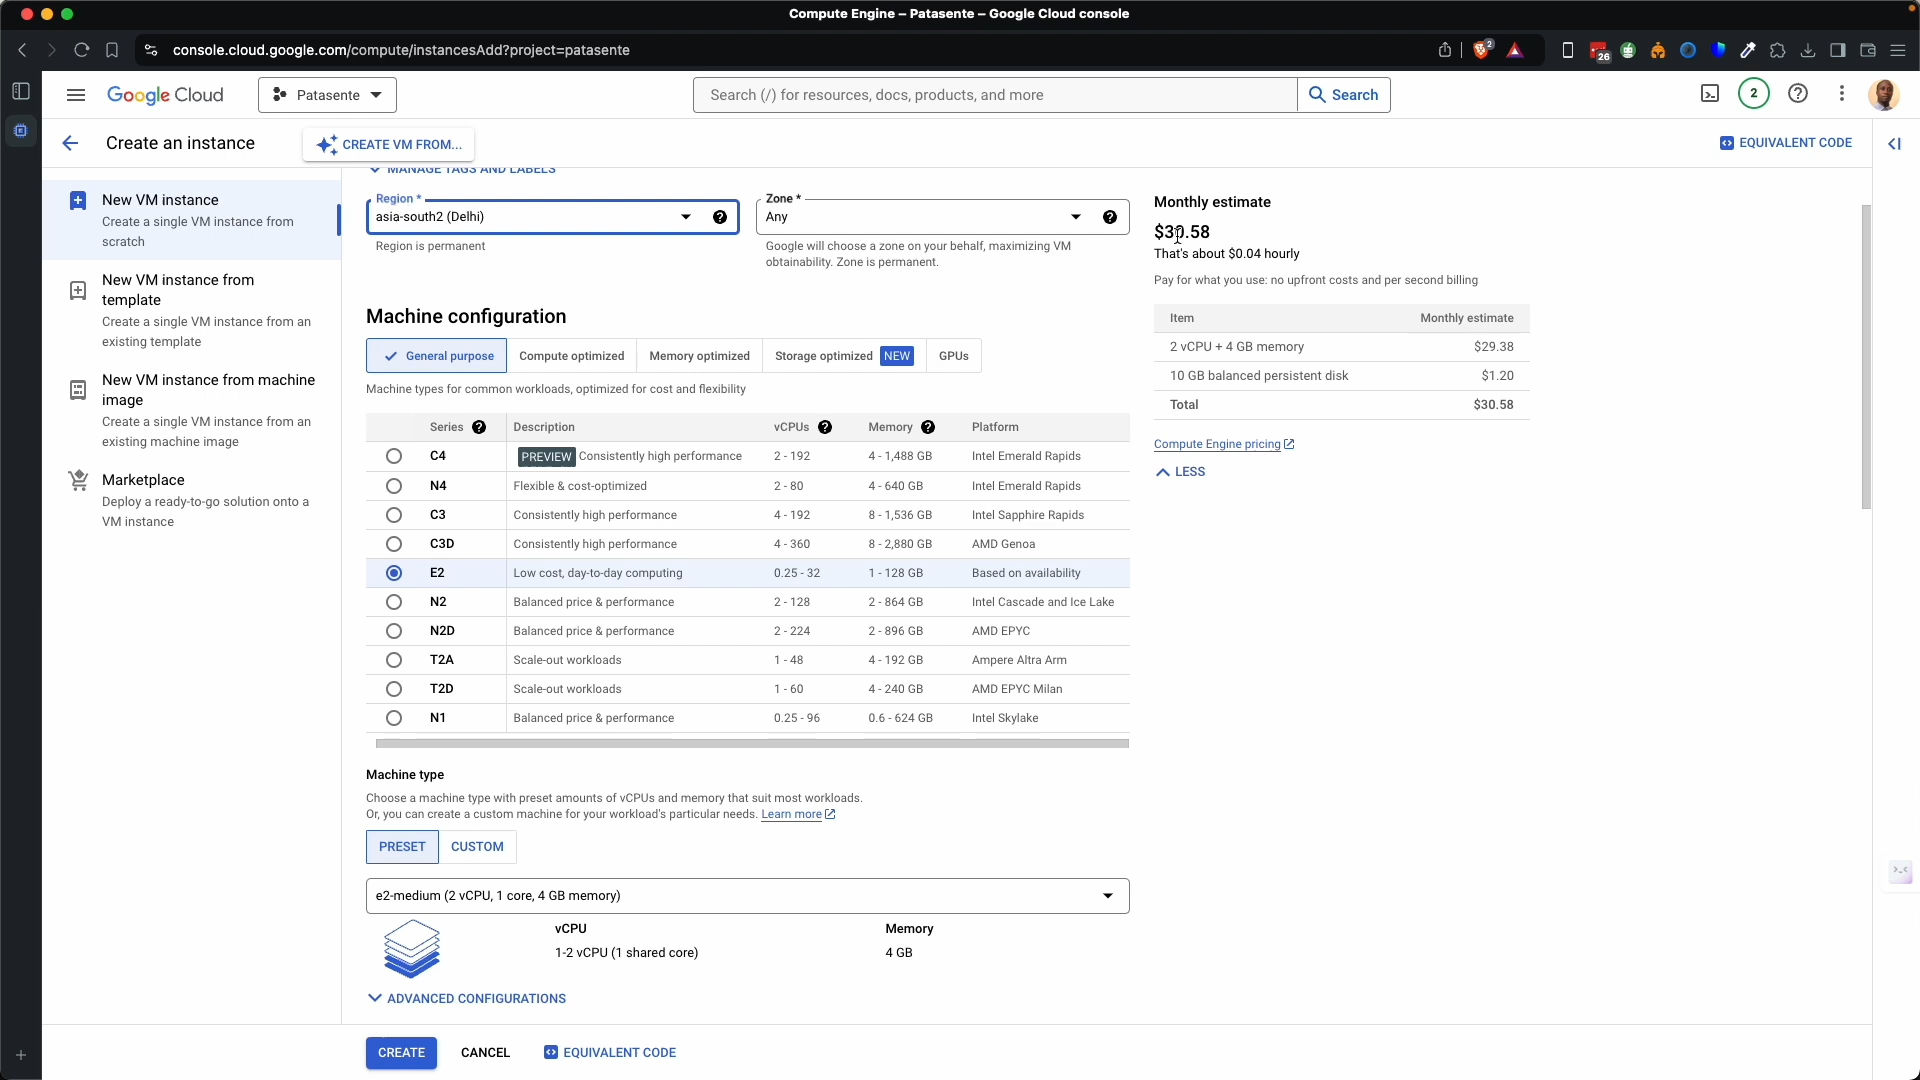 Compute Engine – Patasente – Google Cloud console
console.cloud.google.com/compute/instancesAdd?project=patasente
2
26
Google Cloud
Patasente
Search (/) for resources, docs, products, and more
Search
2
Create an instance
CREATE VM FROM...
EQUIVALENT CODE
New VM instance
Create a single VM instance from
scratch
New VM instance from
template
Create a single VM instance from an
existing template
New VM instance from machine
image
Create a single VM instance from an
existing machine image
Marketplace
Deploy a ready-to-go solution onto a
VM instance
MANAGE TAGS AND LABELS
Region *
asia-south2 (Delhi)
Region is permanent
Zone *
Any
Google will choose a zone on your behalf, maximizing VM
obtainability. Zone is permanent.
Machine configuration
General purpose
Compute optimized
Memory optimized
Storage optimized NEW
GPUs
Machine types for common workloads, optimized for cost and flexibility
Series Description vCPUs Memory Platform
C4 PREVIEW Consistently high performance 2 - 192 4 - 1,488 GB Intel Emerald Rapids
N4 Flexible & cost-optimized 2 - 80 4 - 640 GB Intel Emerald Rapids
C3 Consistently high performance 4 - 192 8 - 1,536 GB Intel Sapphire Rapids
C3D Consistently high performance 4 - 360 8 - 2,880 GB AMD Genoa
E2 Low cost, day-to-day computing 0.25 - 32 1 - 128 GB Based on availability
N2 Balanced price & performance 2 - 128 2 - 864 GB Intel Cascade and Ice Lake
N2D Balanced price & performance 2 - 224 2 - 896 GB AMD EPYC
T2A Scale-out workloads 1 - 48 4 - 192 GB Ampere Altra Arm
T2D Scale-out workloads 1 - 60 4 - 240 GB AMD EPYC Milan
N1 Balanced price & performance 0.25 - 96 0.6 - 624 GB Intel Skylake
Machine type
Choose a machine type with preset amounts of vCPUs and memory that suit most workloads.
Or, you can create a custom machine for your workload's particular needs. Learn more
PRESET
CUSTOM
e2-medium (2 vCPU, 1 core, 4 GB memory)
vCPU Memory
1-2 vCPU (1 shared core) 4 GB
ADVANCED CONFIGURATIONS
CREATE
CANCEL
EQUIVALENT CODE
Monthly estimate
$30.58
That's about $0.04 hourly
Pay for what you use: no upfront costs and per second billing
Item Monthly estimate
2 vCPU + 4 GB memory $29.38
10 GB balanced persistent disk $1.20
Total $30.58
Compute Engine pricing
LESS